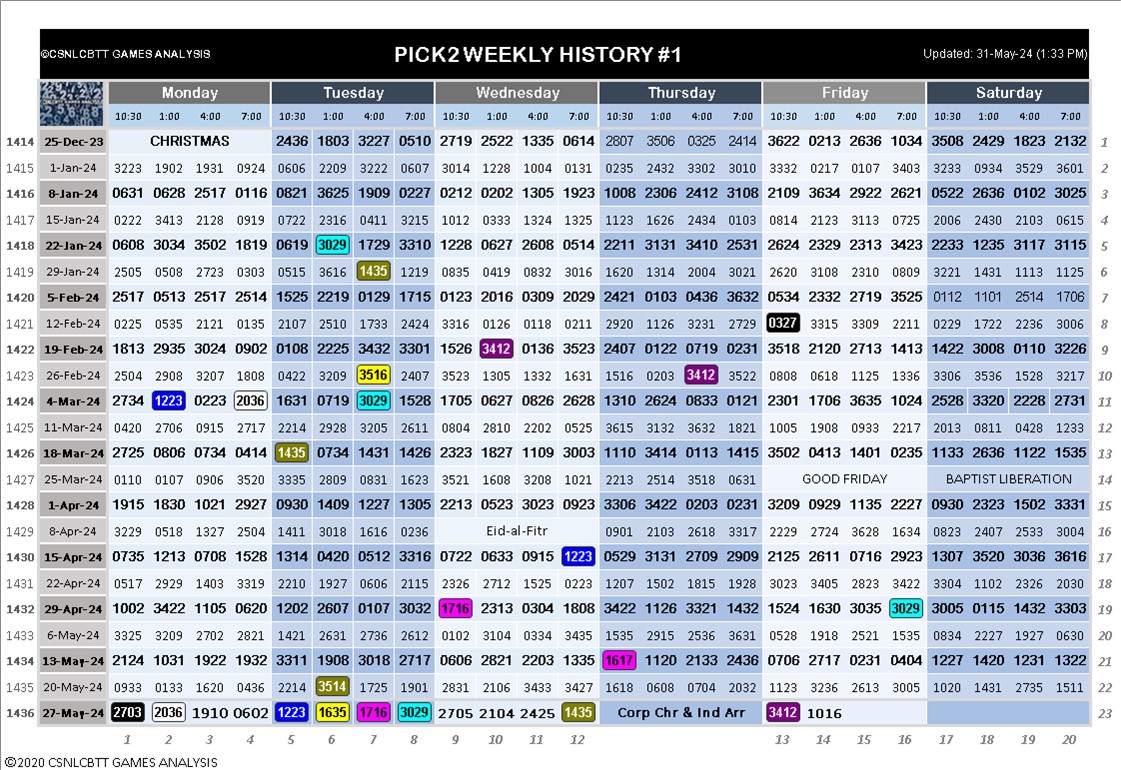 ©CSNLCBTT GAMES ANALYSIS PICK2 WEEKLY HISTORY #1 Updated: 31-May-24 (1:33 PM)
Monday Tuesday Wednesday Thursday Friday Saturday
10:30 1:00 4:00 7:00 10:30 1:00 4:00 7:00 10:30 1:00 4:00 7:00 10:30 1:00 4:00 7:00 10:30 1:00 4:00 7:00 10:30 1:00 4:00 7:00
1414 25-Dec-23 CHRISTMAS 2436 1803 3227 0510 2719 2522 1335 0614 2807 3506 0325 2414 3622 0213 2636 1034 3508 2429 1823 2132 1
1415 1-Jan-24 3223 1902 1931 0924 0606 2209 3222 0607 3014 1228 1004 0131 0235 2432 3302 3010 3332 0217 0107 3403 3233 0934 3529 3601 2
1416 8-Jan-24 0631 0628 2517 0116 0821 3625 1909 0227 0212 0202 1305 1923 1008 2306 2412 3108 2109 3634 2922 2621 0522 2636 0102 3025 3
1417 15-Jan-24 0222 3413 2128 0919 0722 2316 0411 3215 1012 0333 1324 1325 1123 1626 2434 0103 0814 2123 3113 0725 2006 2430 2103 0615 4
1418 22-Jan-24 0608 3034 3502 1819 0619 3029 1729 3310 1228 0627 2608 0514 2211 3131 3410 2531 2624 2329 2313 3423 2233 1235 3117 3115 5
1419 29-Jan-24 2505 0508 2723 0303 0515 3616 1435 1219 0835 0419 0832 3016 1620 1314 2004 3021 2620 3108 2310 0809 3221 1431 1113 1125 6
1420 5-Feb-24 2517 0513 2517 2514 1525 2219 0129 1715 0123 2016 0309 2029 2421 0103 0436 3632 0534 2332 2719 3525 0112 1101 2514 1706 7
1421 12-Feb-24 0225 0535 2121 0135 2107 2510 1733 2424 3316 0126 0118 0211 2920 1126 3231 2729 0327 3315 3309 2211 0229 1722 2236 3006 8
1422 19-Feb-24 1813 2935 3024 0902 0108 2225 3432 3301 1526 3412 0136 3523 2407 0122 0719 0231 3518 2120 2713 1413 1422 3008 0110 3226 9
1423 26-Feb-24 2504 2908 3207 1808 0422 3209 3516 2407 3523 1305 1332 1631 1516 0203 3412 3522 0808 0618 1125 1336 3306 3536 1528 3217 10
1424 4-Mar-24 2734 1223 0223 2036 1631 0719 3029 1528 1705 0627 0826 2628 1310 2624 0833 0121 2301 1706 3635 1024 2528 3320 2228 2731 11
1425 11-Mar-24 0420 2706 0915 2717 2214 2928 3205 2611 0804 2810 2202 0525 3615 3132 3632 1821 1005 1908 0933 2217 2013 0811 0428 1233 12
1426 18-Mar-24 2725 0806 0734 0414 1435 0734 1431 1426 2323 1827 1109 3003 1110 3414 0113 1415 3502 0413 1401 0235 1133 2636 1122 1535 13
1427 25-Mar-24 0110 0107 0906 3520 3335 2809 0831 1623 3521 1608 3208 1021 2213 2514 3518 0631 GOOD FRIDAY BAPTIST LIBERATION 14
1428 1-Apr-24 1915 1830 1021 2927 0930 1409 1227 1305 2213 0523 3023 0923 3306 3422 0203 0231 3209 0929 1135 2227 0930 2323 1502 3331 15
1429 8-Apr-24 3229 0518 1327 2504 1411 3018 1616 0236 Eid-al-Fitr 0901 2103 2618 3317 2229 2724 3628 1634 0823 2407 2533 3004 16
1430 15-Apr-24 0735 1213 0708 1528 1314 0420 0512 3316 0722 0633 0915 1223 0529 3131 2709 2909 2125 2611 0716 2923 1307 3520 3036 3616 17
1431 22-Apr-24 0517 2929 1403 3319 2210 1927 0606 2115 2326 2712 1525 0223 1207 1502 1815 1928 3023 3405 2823 3422 3304 1102 2326 2030 18
1432 29-Apr-24 1002 3422 1105 0620 1202 2607 0107 3032 1716 2313 0304 1808 3422 1126 3321 1432 1524 1630 3035 3029 3005 0115 1432 3303 19
1433 6-May-24 3325 3209 2702 2821 1421 2631 2736 2612 0102 3104 0334 3435 1535 2915 2536 3631 0528 1918 2521 1535 0834 2227 1927 0630 20
1434 13-May-24 2124 1031 1922 1932 3311 1908 3018 2717 0606 2821 2203 1335 1617 1120 2133 2436 0706 2717 0231 0404 1227 1420 1231 1322 21
1435 20-May-24 0933 0133 1620 0436 2214 3514 1725 1901 2831 2106 3433 3427 1618 0608 0704 2032 1123 3236 2613 3005 1020 1431 2735 1511 22
1436 27-May-24 2703 2036 1910 0602 1223 1635 1716 3029 2705 2104 2425 1435 Corp Chr & Ind Arr 3412 1016 23
1 2 3 4 5 6 7 8 9 10 11 12 13 14 15 16 17 18 19 20
©2020 CSNLCBTT GAMES ANALYSIS